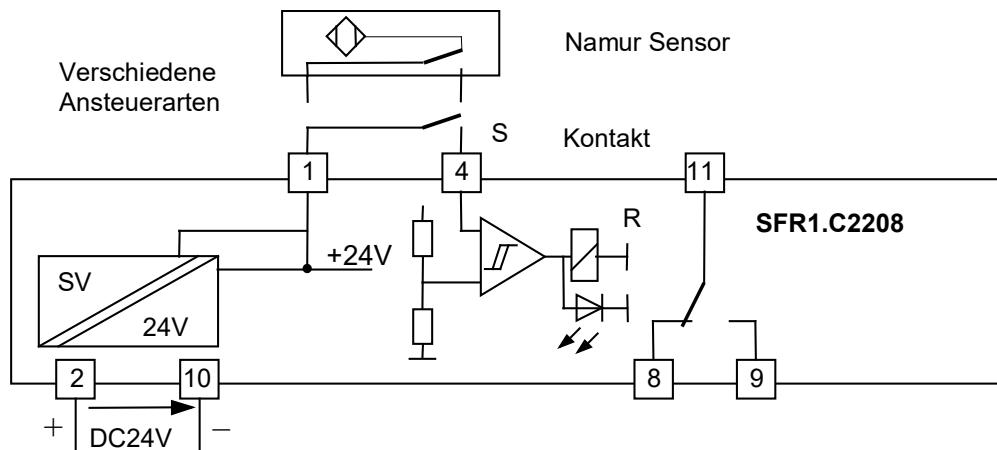 Namur Sensor
Verschiedene
Ansteuerarten
S
Kontakt
1
4
11
R
SFR1.C2208
+24V
SV
24V
2
10
8
9
+
DC24V
–